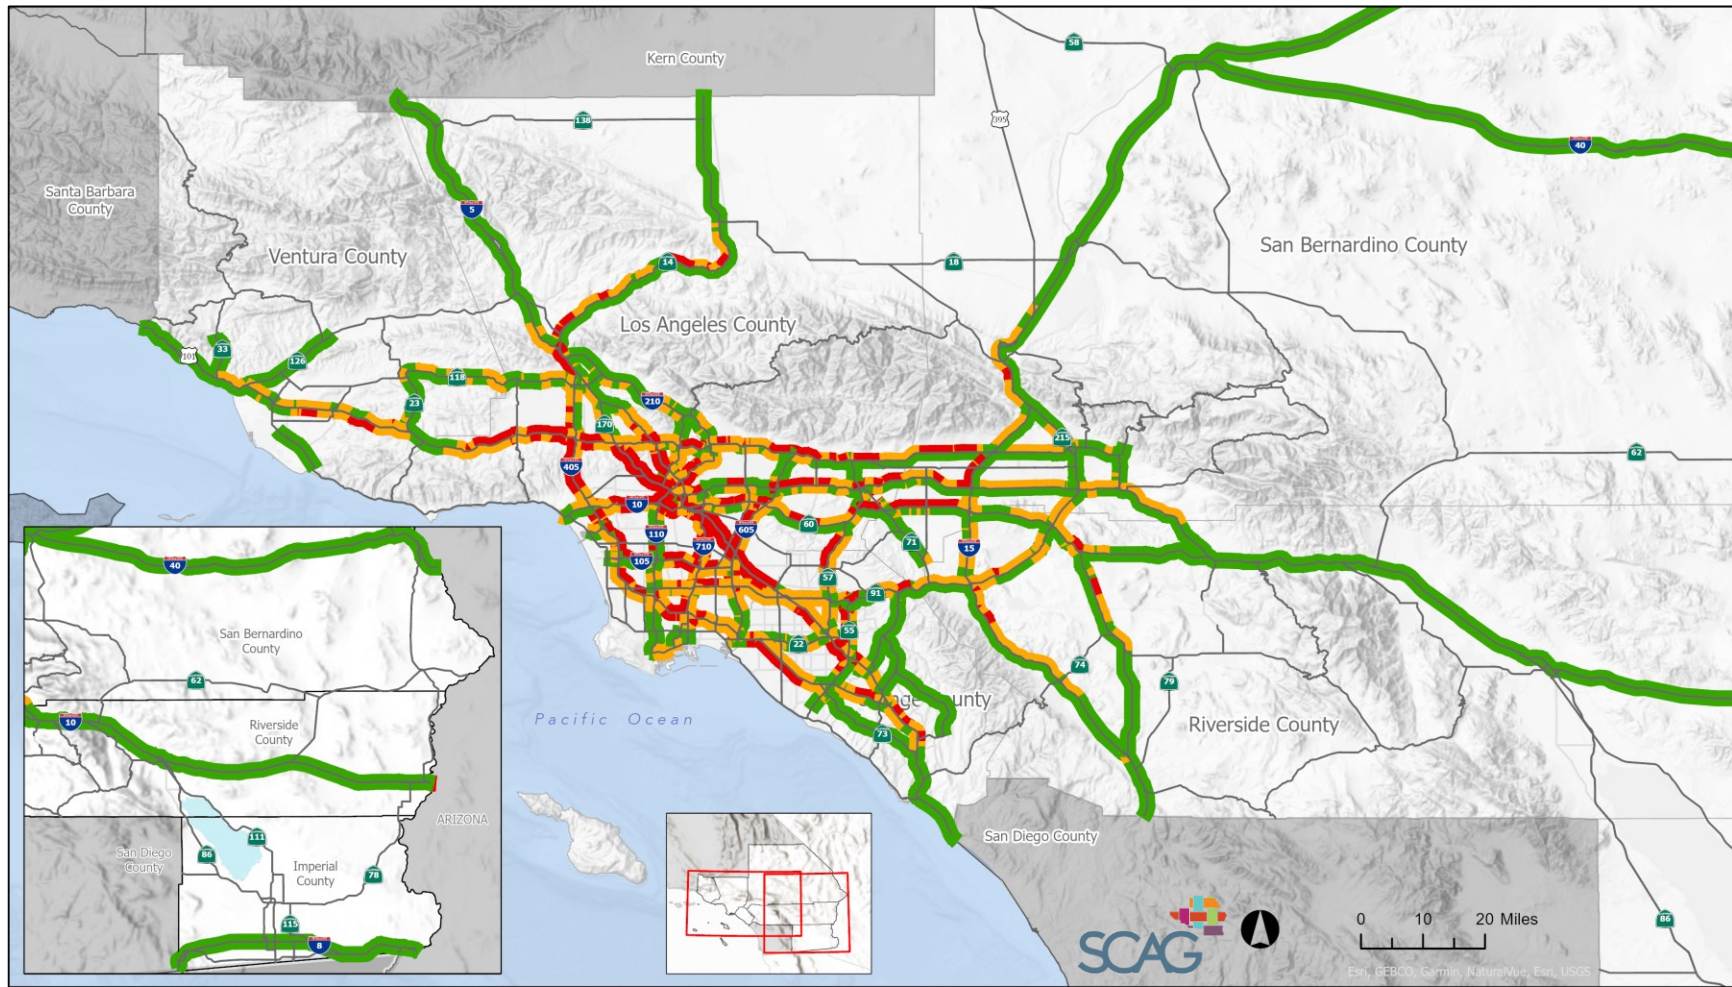 Kern County
58
138
395
40
Santa Barbara
County
5
Ventura County
San Bernardino County
14
18
Los Angeles County
33
101
126
118
23
210
170
215
62
405
10
110
605
60
710
105
71
15
57
91
55
22
74
79
nge County
73
Riverside County
Pacific Ocean
San Diego County
86
40
San Bernardino
County
62
10
Riverside
County
ARIZONA
111
86
San Diego
County
Imperial
County
78
115
8
SCAG
0 10 20 Miles
Esri, GEBCO, Garmin, NaturalVue, Esri, USGS